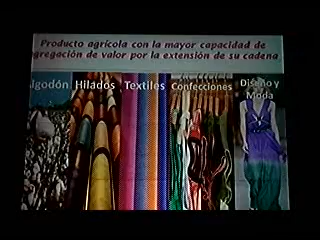 Producto agrícola con la mayor capacidad de
agregación de valor por la extensión de su cadena
lgodón Hilados Textiles Confecciones Diseño y
Moda